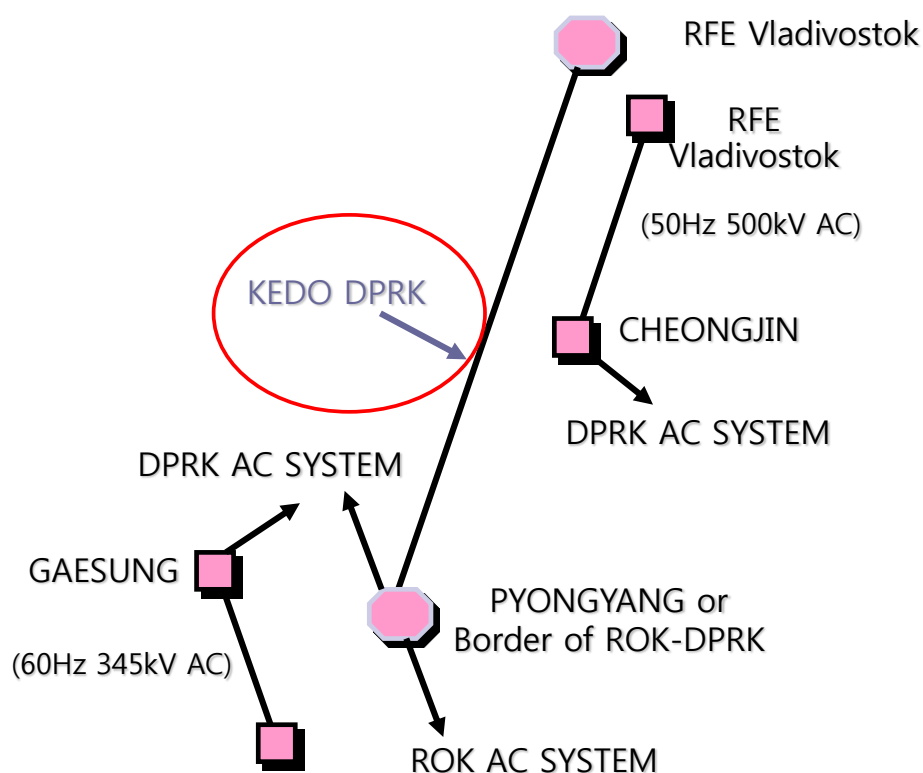 RFE Vladivostok
RFE
Vladivostok
(50Hz 500kV AC)
KEDO DPRK
CHEONGJIN
DPRK AC SYSTEM
DPRK AC SYSTEM
GAESUNG
PYONGYANG or
Border of ROK-DPRK
(60Hz 345kV AC)
ROK AC SYSTEM